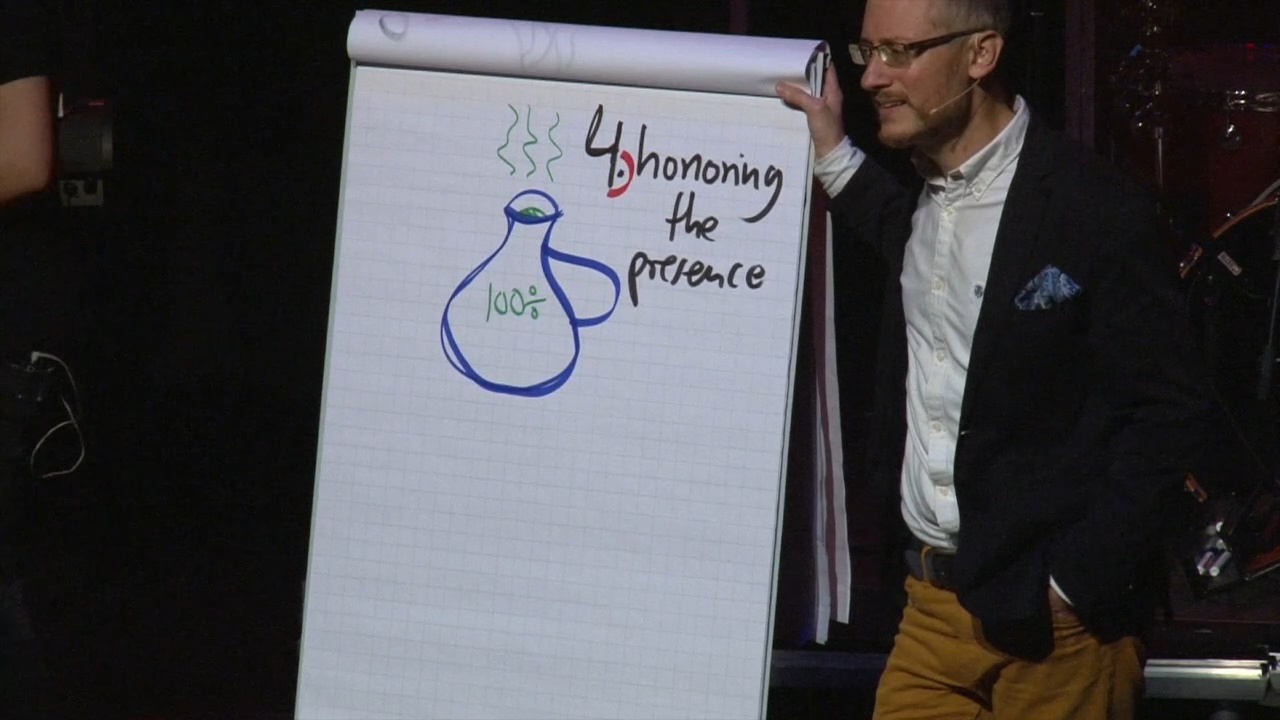 4. honoring
the
presence
100%